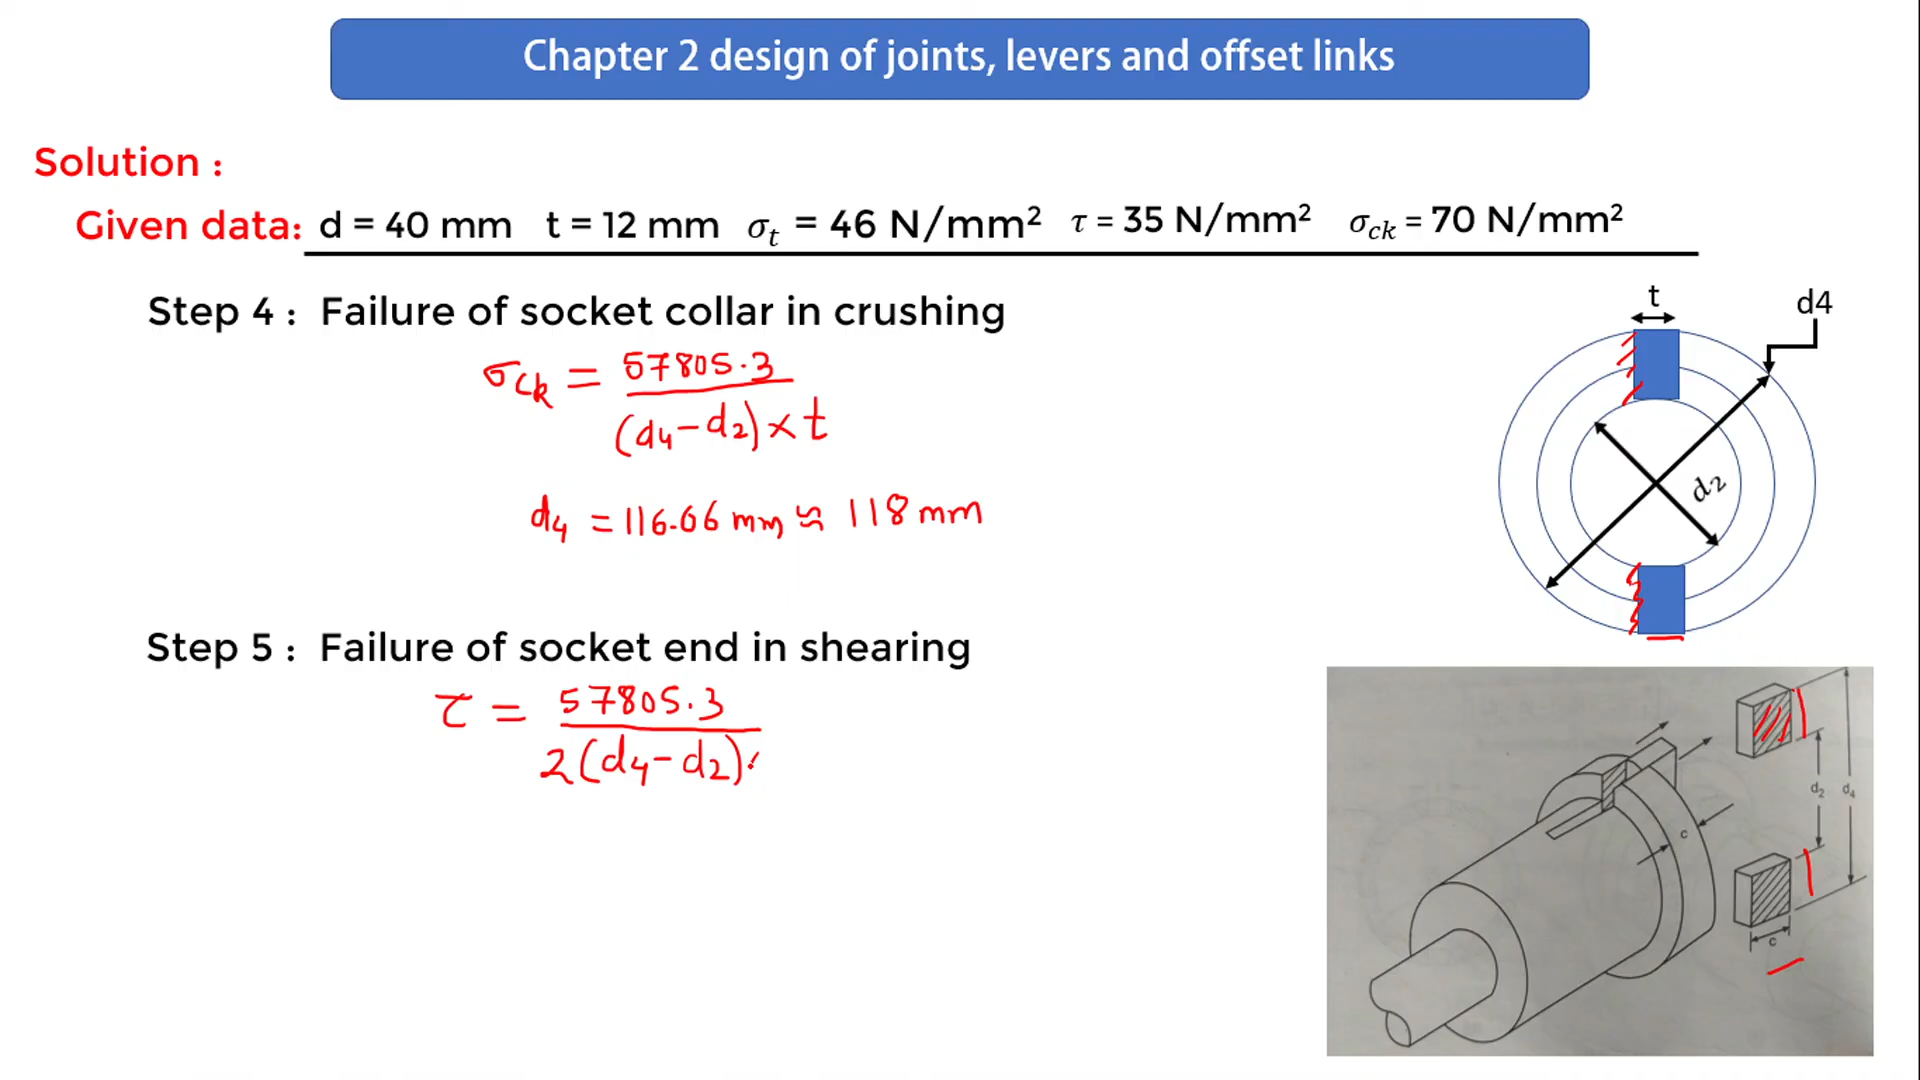 Chapter 2 design of joints, levers and offset links
Solution :
Given data: d = 40 mm t = 12 mm σt = 46 N/mm² τ = 35 N/mm² σck = 70 N/mm²
Step 4 : Failure of socket collar in crushing
σck = 57805.3
(d4-d2)×t
d4 = 116.66 mm ≈ 118 mm
Step 5 : Failure of socket end in shearing
τ = 57805.3
2(d4-d2)
t
d4
d2
d2 d4
c
c